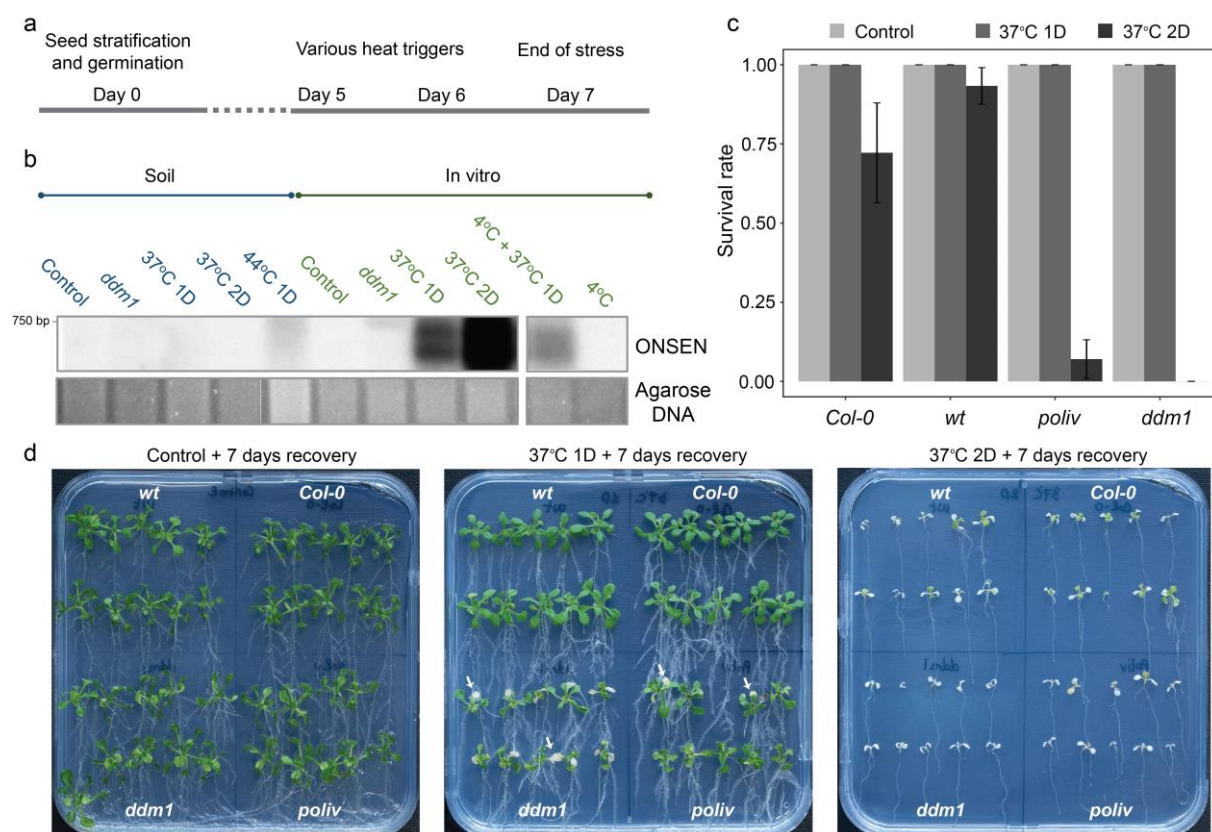 a
Seed stratification
and germination
Various heat triggers
End of stress
Day 0
Day 5
Day 6
Day 7
b
Soil
In vitro
Control
ddm1
37°C 1D
37°C 2D
44°C 1D
Control
ddm1
37°C 1D
37°C 2D
4°C + 37°C 1D
4°C
750 bp
ONSEN
Agarose
DNA
c
Control
37°C 1D
37°C 2D
Survival rate
1.00
0.75
0.50
0.25
0.00
Col-0
wt
poliv
ddm1
d
Control + 7 days recovery
37°C 1D + 7 days recovery
37°C 2D + 7 days recovery
wt
Col-0
ddm1
poliv
wt
Col-0
ddm1
poliv
wt
Col-0
ddm1
poliv